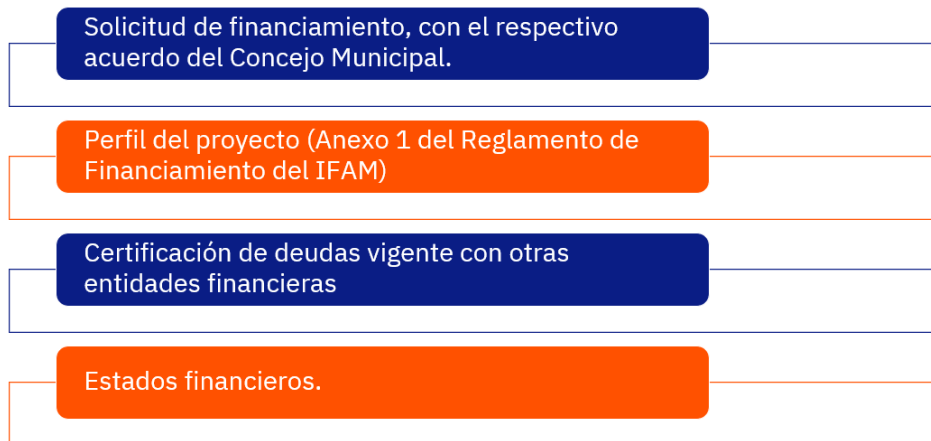 Solicitud de financiamiento, con el respectivo
acuerdo del Concejo Municipal.
Perfil del proyecto (Anexo 1 del Reglamento de
Financiamiento del IFAM)
Certificación de deudas vigente con otras
entidades financieras
Estados financieros.